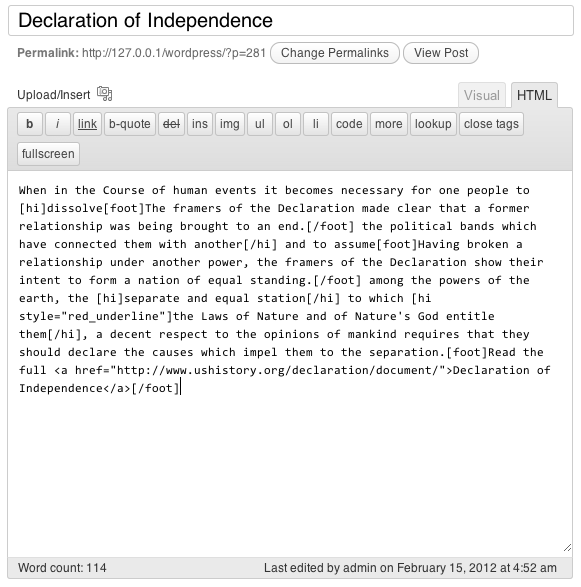 Declaration of Independence
Permalink: http://127.0.0.1/wordpress/?p=281 Change Permalinks View Post
Upload/Insert Visual HTML
b i link b-quote del ins img ul ol li code more lookup close tags
fullscreen
When in the Course of human events it becomes necessary for one people to
[hi]dissolve[foot]The framers of the Declaration made clear that a former
relationship was being brought to an end.[/foot] the political bands which
have connected them with another[/hi] and to assume[foot]Having broken a
relationship under another power, the framers of the Declaration show their
intent to form a nation of equal standing.[/foot] among the powers of the
earth, the [hi]separate and equal station[/hi] to which [hi
style="red_underline"]the Laws of Nature and of Nature's God entitle
them[/hi], a decent respect to the opinions of mankind requires that they
should declare the causes which impel them to the separation.[foot]Read the
full <a href="http://www.ushistory.org/declaration/document/">Declaration of
Independence</a>[/foot]
Word count: 114 Last edited by admin on February 15, 2012 at 4:52 am